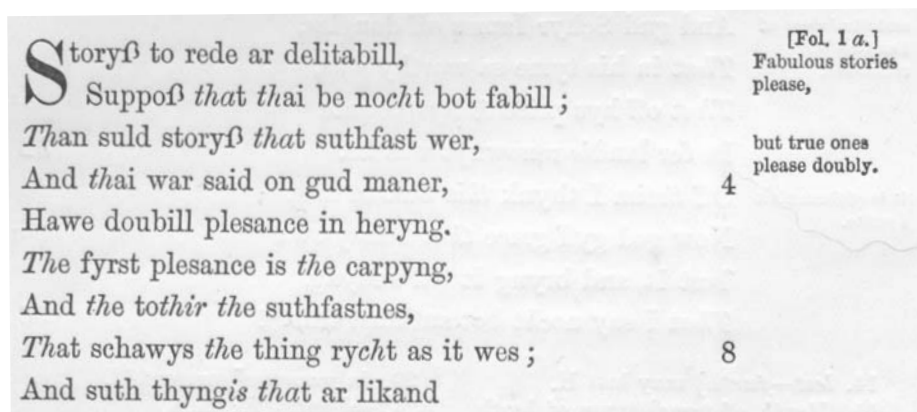 Storyß to rede ar delitabill,
Suppoß that thai be nocht bot fabill;
Than suld storyß that suthfast wer,
And thai war said on gud maner,
Hawe doubill plesance in heryng.
The fyrst plesance is the carpyng,
And the tothir the suthfastnes,
That schawys the thing rycht as it wes;
And suth thyngis that ar likand
[Fol. 1 a.]
Fabulous stories
please,
but true ones
please doubly.
4
8